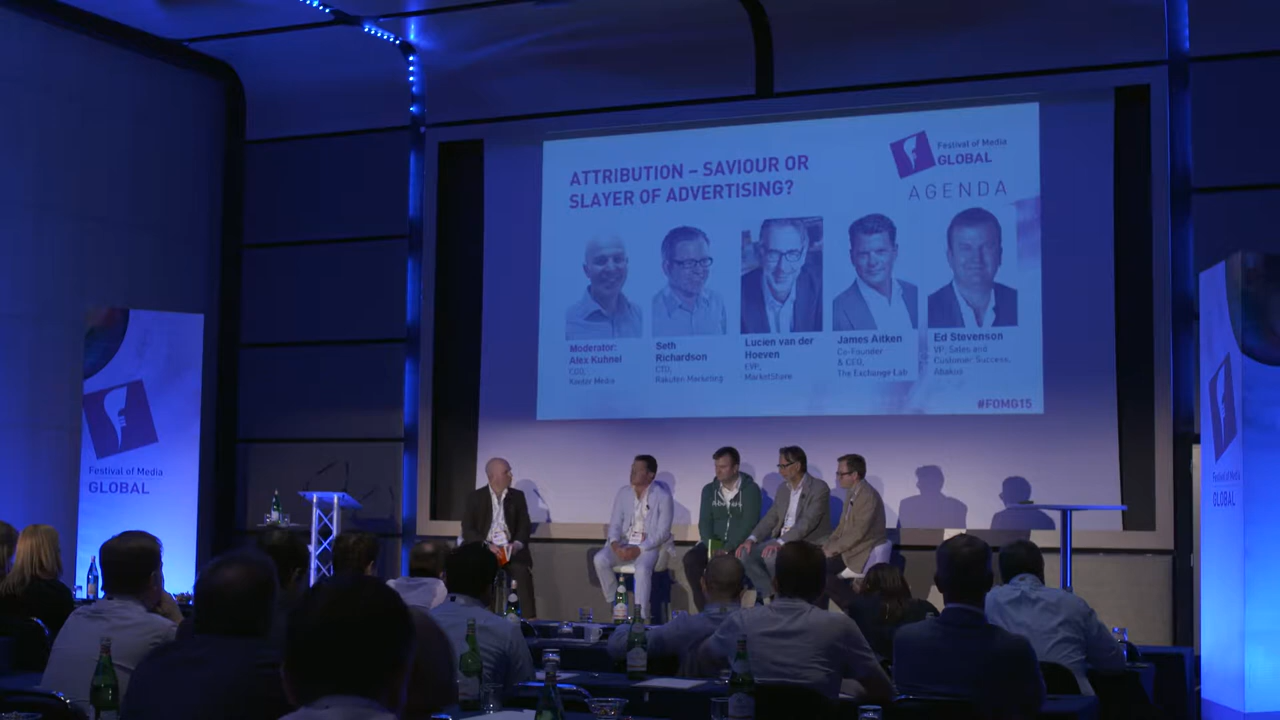 ATTRIBUTION – SAVIOUR OR
SLAYER OF ADVERTISING?
Festival of Media
GLOBAL
AGENDA
Moderator:
Alex Kuhnel
COO,
Media
Seth
Richardson
CTO,
Rakuten Marketing
Lucien van der
Hoeven
EVP,
MarketShare
James Aitken
Co-Founder
& CEO,
The Exchange Lab
Ed Stevenson
VP, Sales and
Customer Success,
Abakus
#FOMG15
Festival of Media
GLOBAL
Festival of Media
GLOBAL